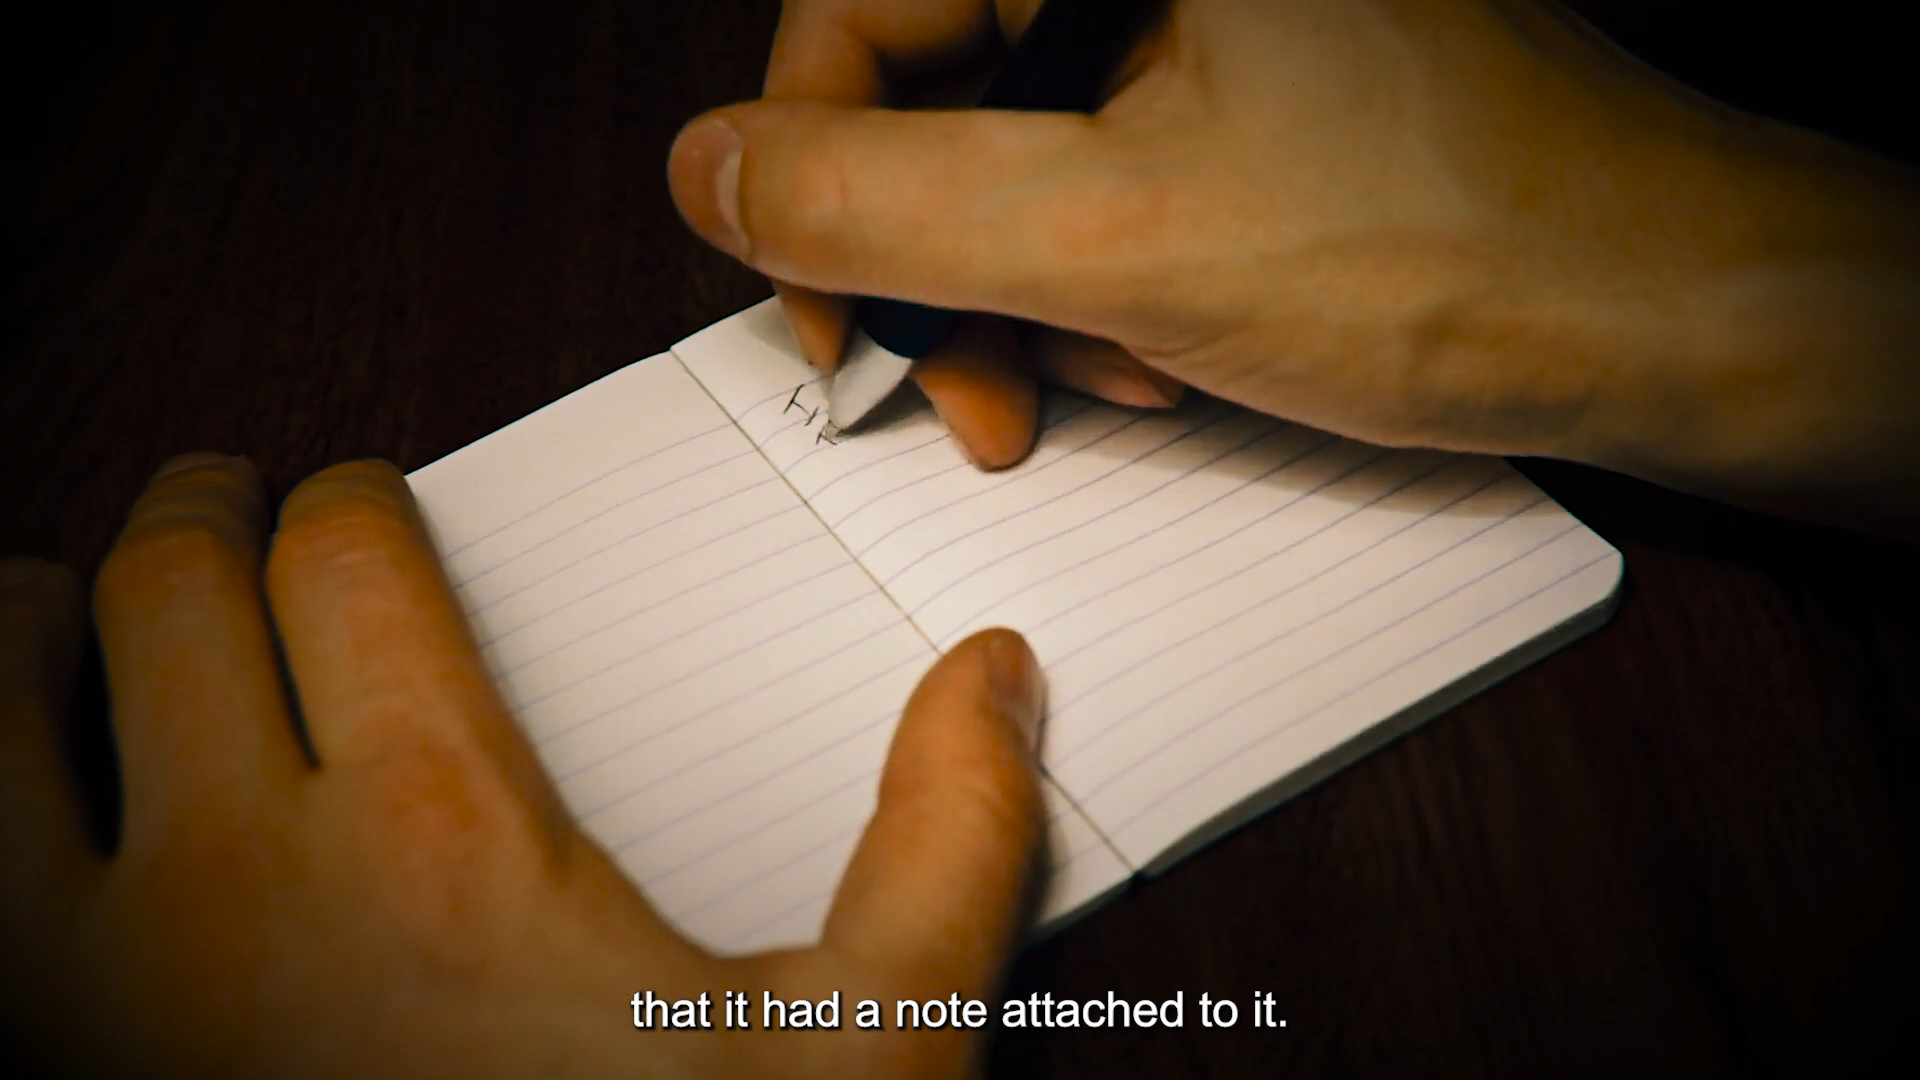 that it had a note attached to it.